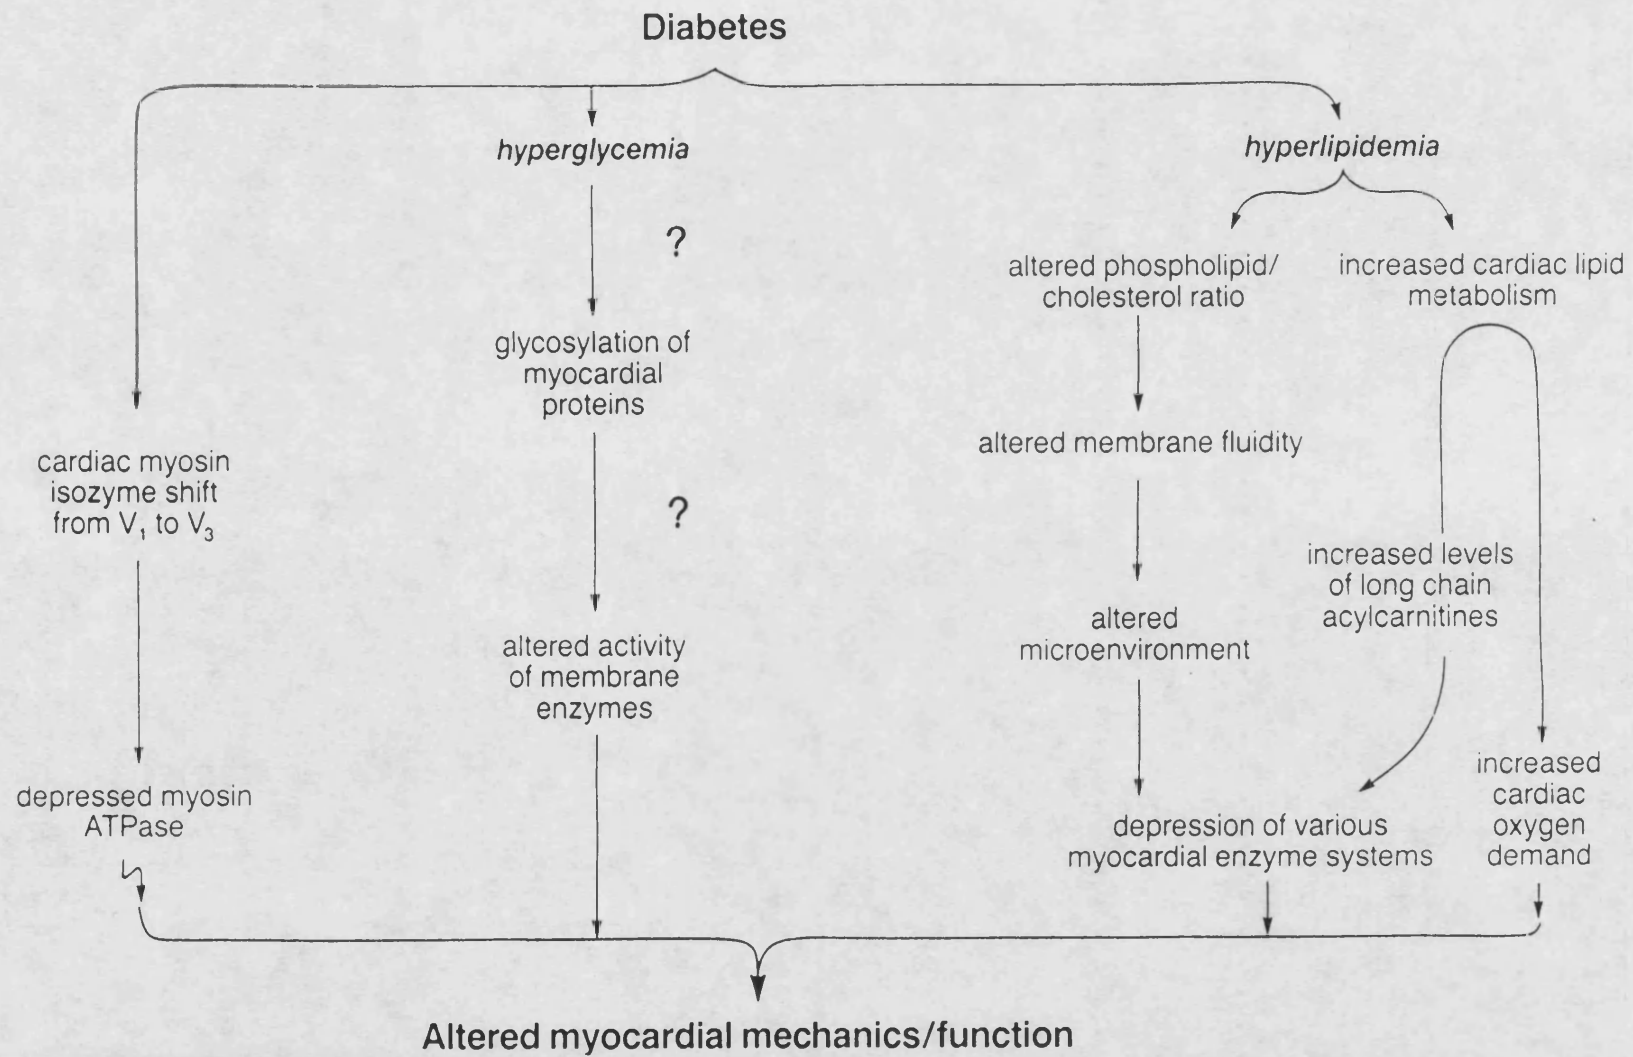 Diabetes
hyperglycemia
hyperlipidemia
?
altered phospholipid/
cholesterol ratio
increased cardiac lipid
metabolism
glycosylation of
myocardial
proteins
altered membrane fluidity
cardiac myosin
isozyme shift
from V₁ to V₃
?
increased levels
of long chain
acylcarnitines
altered
microenvironment
altered activity
of membrane
enzymes
depressed myosin
ATPase
depression of various
myocardial enzyme systems
increased
cardiac
oxygen
demand
Altered myocardial mechanics/function